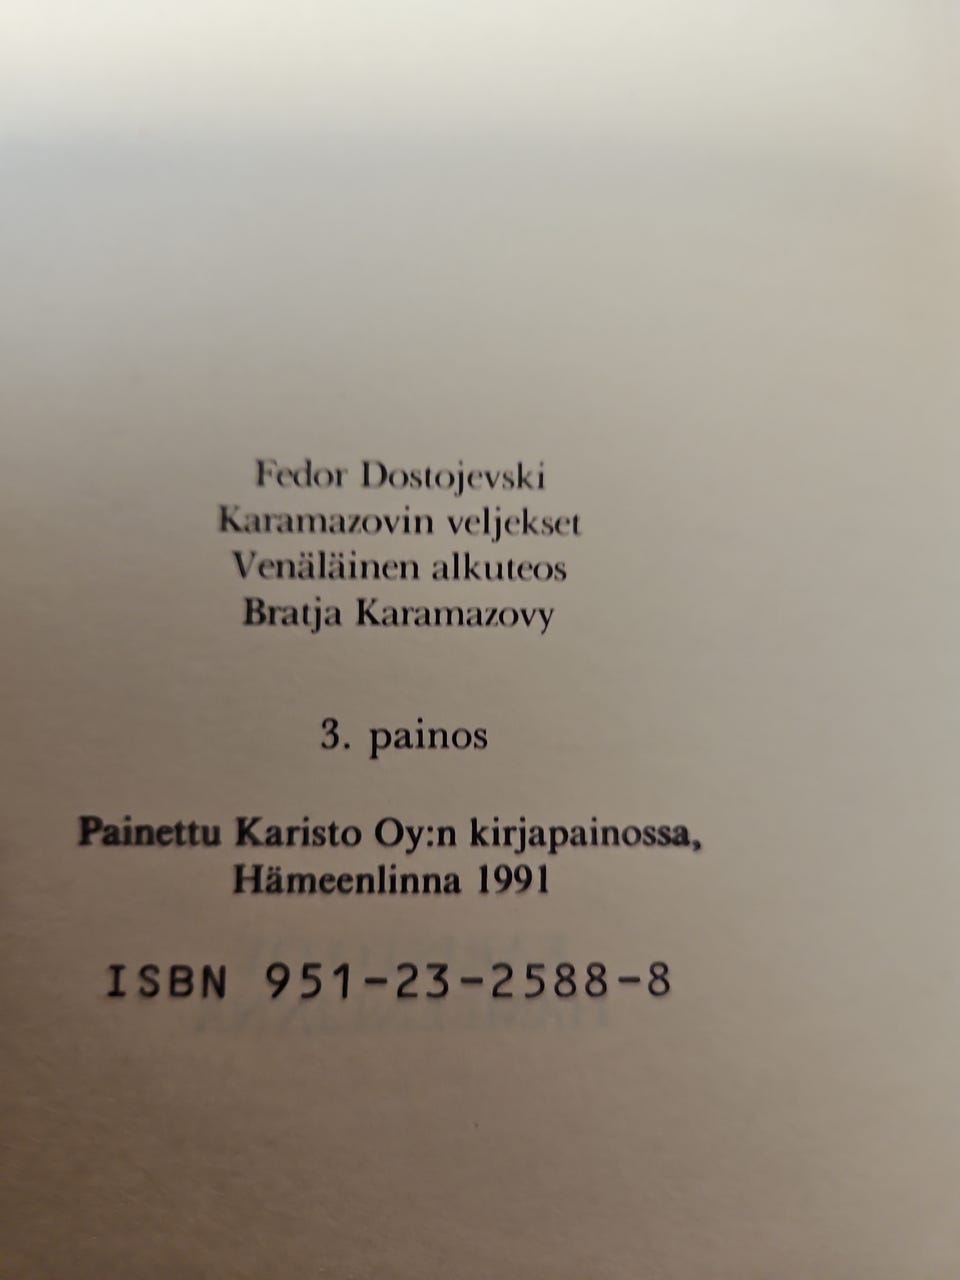 Fedor Dostojevski
Karamazovin veljekset
Venäläinen alkuteos
Bratja Karamazovy
3. painos
Painettu Karisto Oy:n kirjapainossa,
Hämeenlinna 1991
ISBN 951-23-2588-8